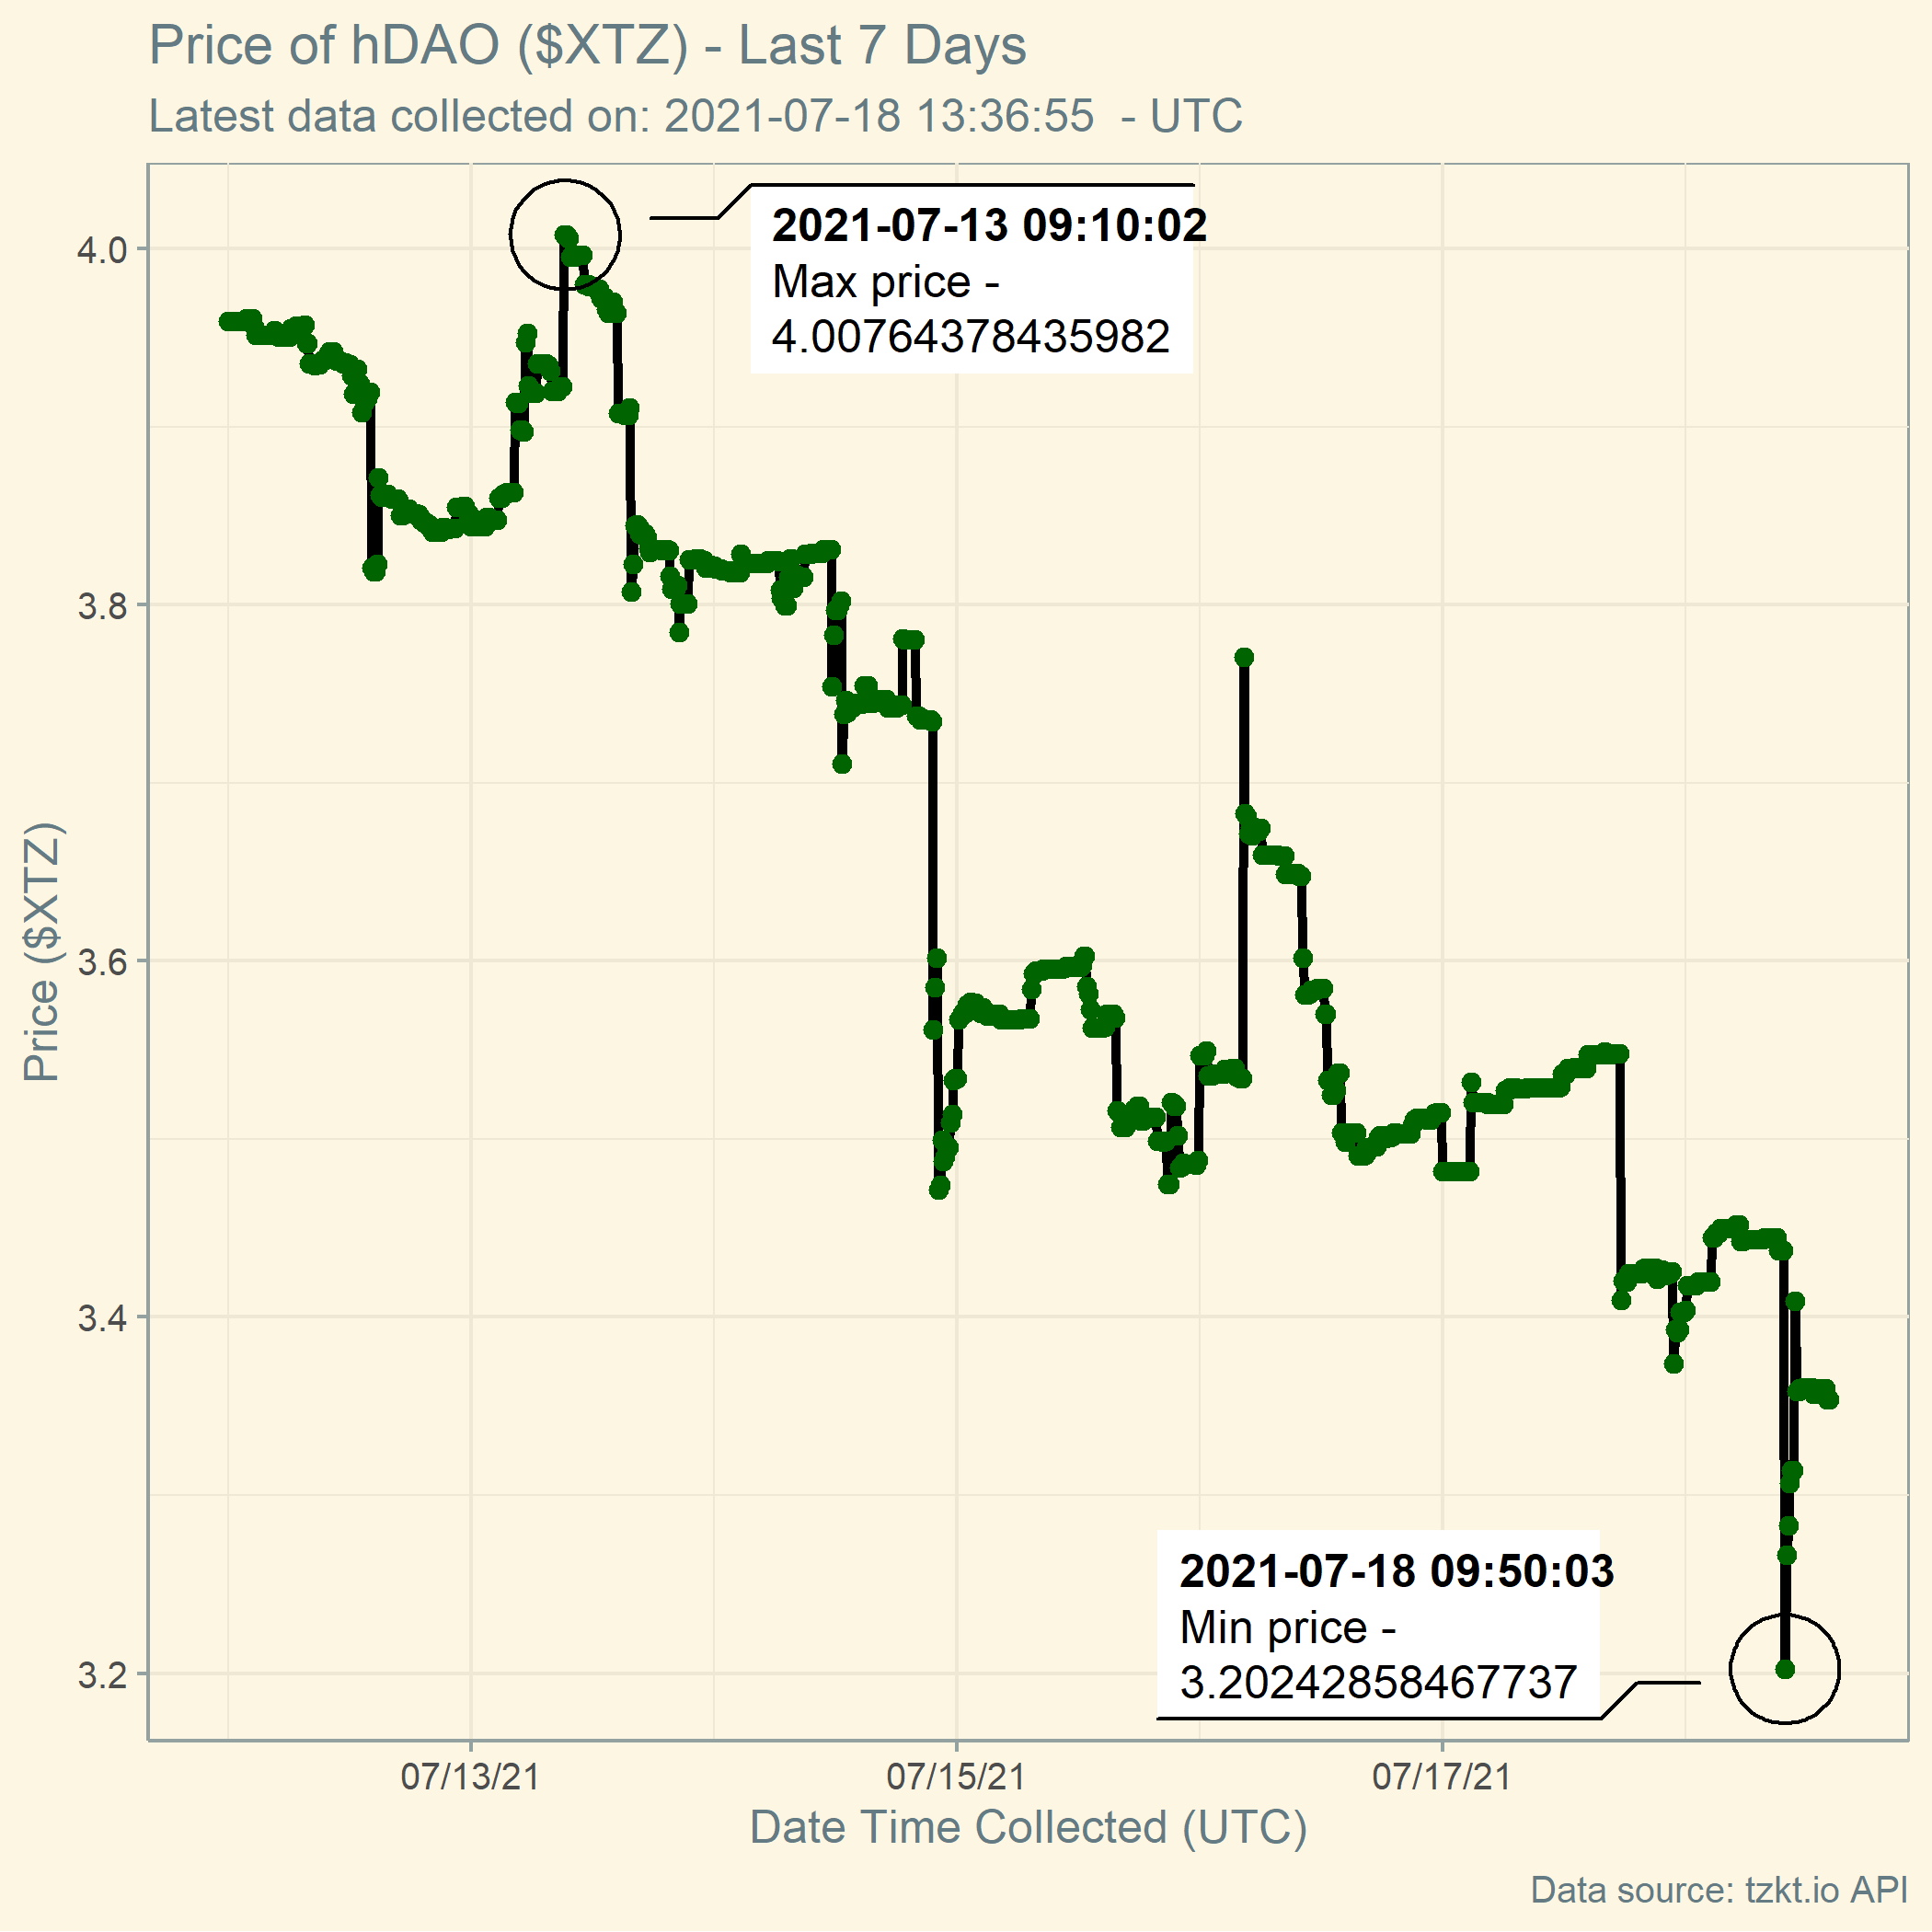 Price of hDAO ($XTZ) - Last 7 Days
Latest data collected on: 2021-07-18 13:36:55  - UTC
2021-07-13 09:10:02
Max price -
4.00764378435982
4.0
3.8
3.6
3.4
3.2
Price ($XTZ)
2021-07-18 09:50:03
Min price -
3.20242858467737
07/13/21
07/15/21
07/17/21
Date Time Collected (UTC)
Data source: tzkt.io API